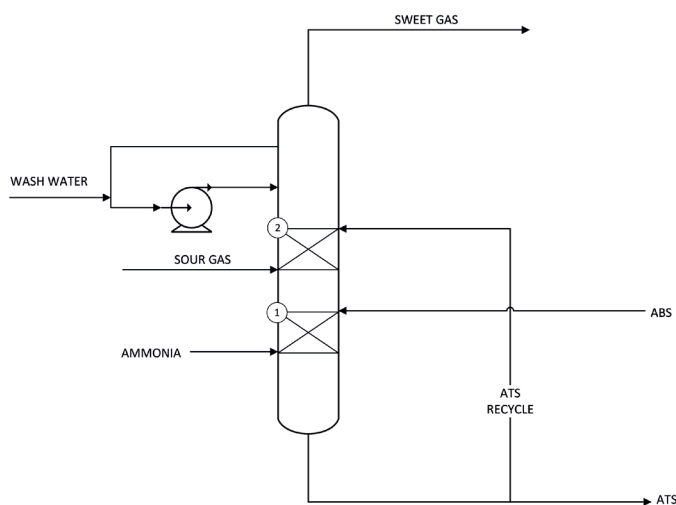 SWEET GAS
WASH WATER
2
SOUR GAS
1
ABS
AMMONIA
ATS
RECYCLE
ATS